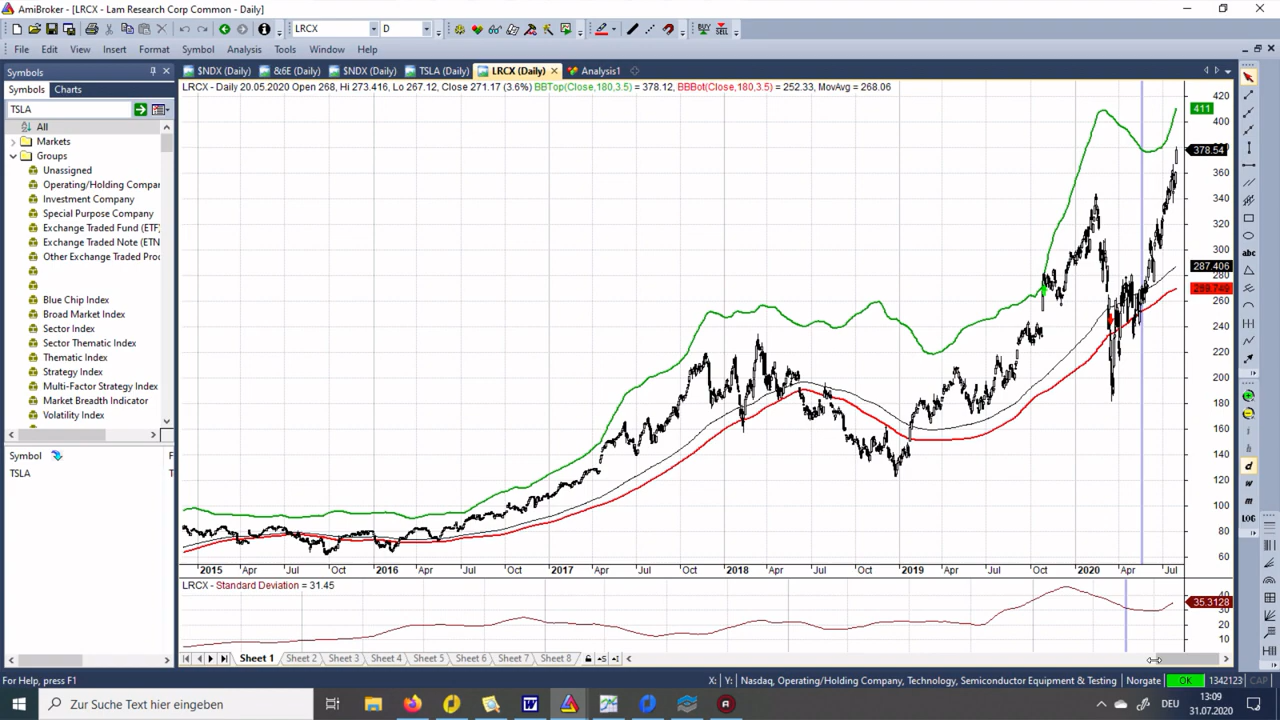 AmiBroker - [LRCX - Lam Research Corp Common - Daily]
LRCX
D
BUY
SELL
File Edit View Insert Format Symbol Analysis Tools Window Help
Symbols
$NDX (Daily) &6E (Daily) $NDX (Daily) TSLA (Daily) LRCX (Daily) Analysis1
Symbols Charts
LRCX - Daily 20.05.2020 Open 268, Hi 273.416, Lo 267.12, Close 271.17 (3.6%) BBTop(Close,180,3.5) = 378.12, BBBot(Close,180,3.5) = 252.33, MovAvg = 268.06
TSLA
All
Markets
Groups
Unassigned
Operating/Holding Compar
Investment Company
Special Purpose Company
Exchange Traded Fund (ETF)
Exchange Traded Note (ETN
Other Exchange Traded Proc
Blue Chip Index
Broad Market Index
Sector Index
Sector Thematic Index
Thematic Index
Strategy Index
Multi-Factor Strategy Index
Market Breadth Indicator
Volatility Index
Symbol F
TSLA T
420
411
400
378.54
360
340
320
300
287.406
280
260
240
220
200
180
160
140
120
100
80
60
2015 Apr Jul Oct 2016 Apr Jul Oct 2017 Apr Jul Oct 2018 Apr Jul Oct 2019 Apr Jul Oct 2020 Apr Jul
LRCX - Standard Deviation = 31.45
40
35.3128
30
20
10
abc
d
w
m
LOG
Sheet 1 Sheet 2 Sheet 3 Sheet 4 Sheet 5 Sheet 6 Sheet 7 Sheet 8
For Help, press F1
X: Y: Nasdaq, Operating/Holding Company, Technology, Semiconductor Equipment & Testing Norgate OK 1342123 CAP
Zur Suche Text hier eingeben
DEU
13:09
31.07.2020